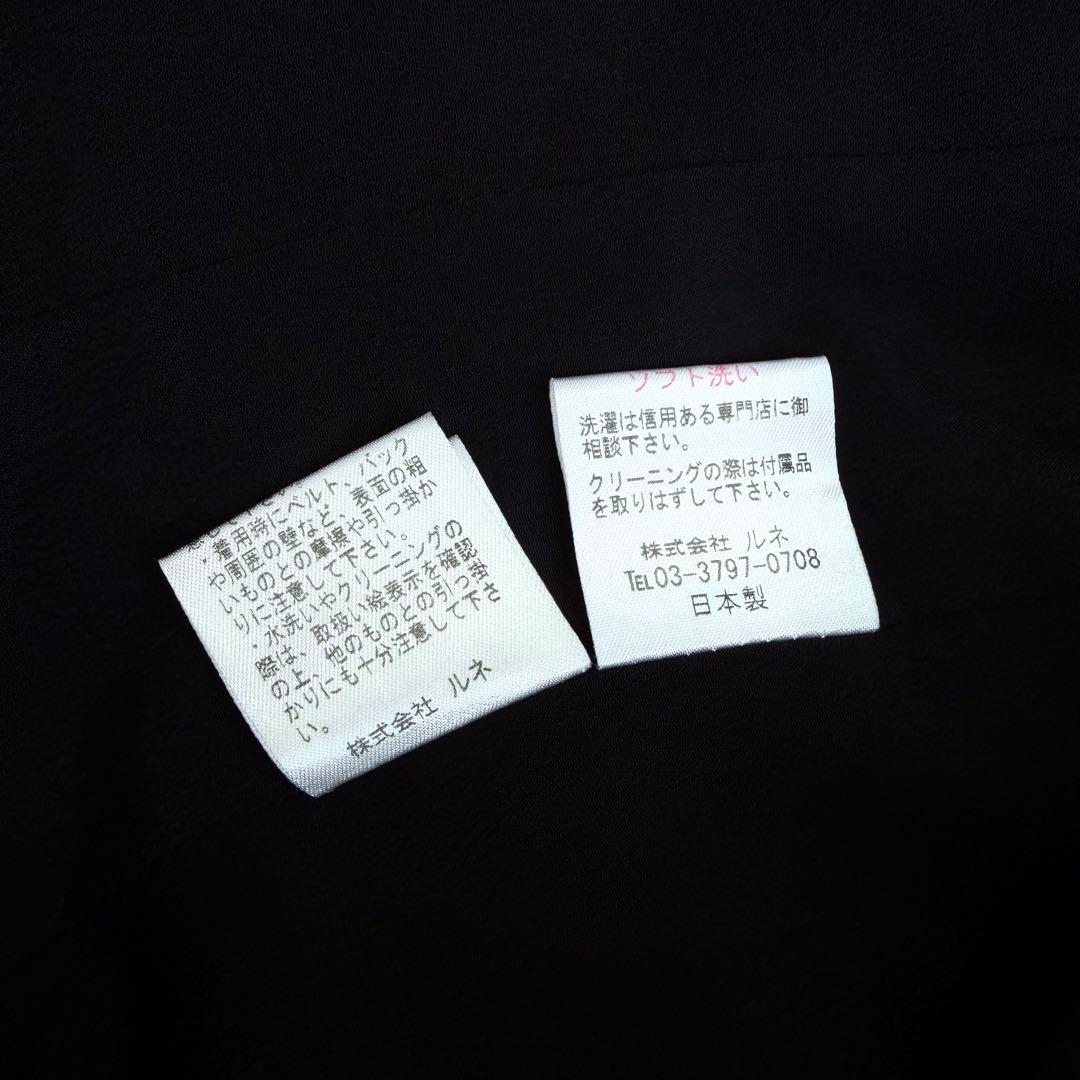 ・着用時にベルト、バック
や周囲の壁など、表面の粗
いものとの摩擦や引っ掛か
りに注意して下さい。
・水洗いやクリーニングの
際は、取扱い絵表示を確認
の上、他のものとの引っ掛
かりにも十分注意して下さ
い。
株式会社 ルネ
ソフト洗い
洗濯は信用ある専門店に御
相談下さい。
クリーニングの際は付属品
を取りはずして下さい。
株式会社 ルネ
TEL03-3797-0708
日本製